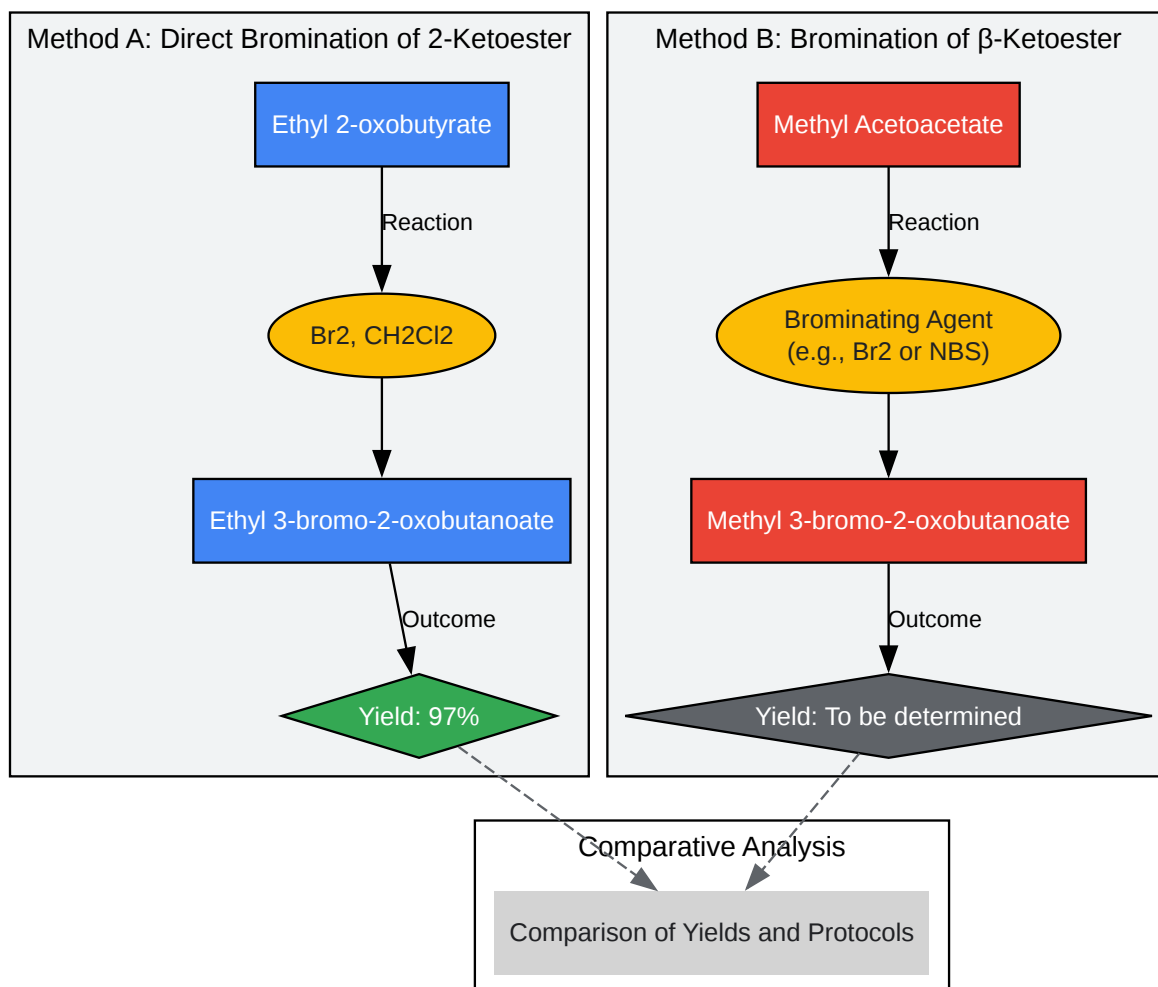 Method A: Direct Bromination of 2-Ketoester
Ethyl 2-oxobutyrate
Reaction
Br2, CH2Cl2
Ethyl 3-bromo-2-oxobutanoate
Outcome
Yield: 97%
Method B: Bromination of β-Ketoester
Methyl Acetoacetate
Reaction
Brominating Agent
(e.g., Br2 or NBS)
Methyl 3-bromo-2-oxobutanoate
Outcome
Yield: To be determined
Comparative Analysis
Comparison of Yields and Protocols